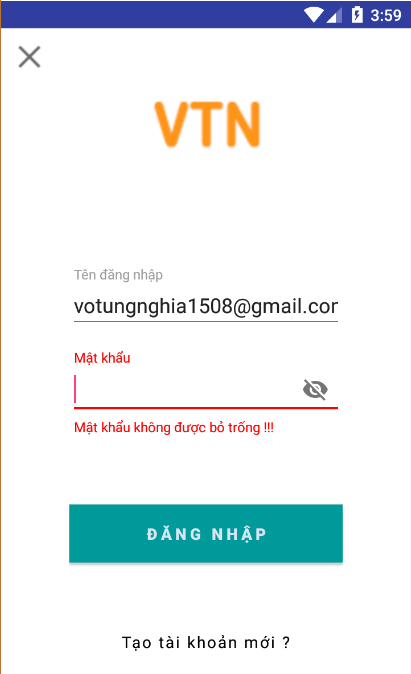 3:59
VTN
Tên đăng nhập
votungnghia1508@gmail.com
Mật khẩu
Mật khẩu không được bỏ trống !!!
ĐĂNG NHẬP
Tạo tài khoản mới ?